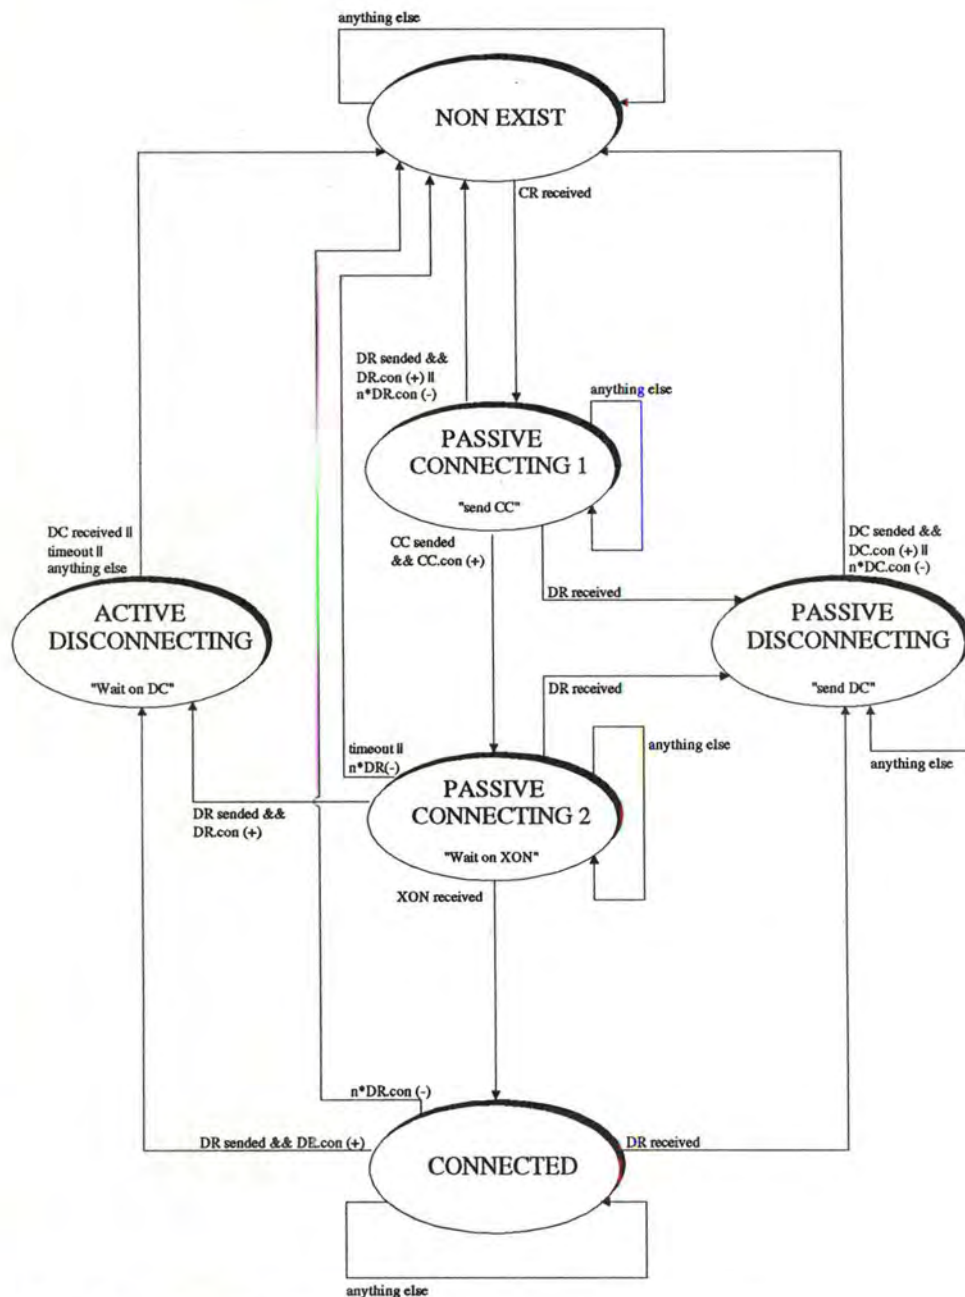 anything else
NON EXIST
CR received
DR sended &&
DR.con (+) ||
n*DR.con (-)
anything else
PASSIVE
CONNECTING 1
"send CC"
DC received ||
timeout ||
anything else
CC sended
&& CC.con (+)
DC sended &&
DC.con (+) ||
n*DC.con (-)
DR received
ACTIVE
DISCONNECTING
"Wait on DC"
PASSIVE
DISCONNECTING
"send DC"
DR received
timeout ||
n*DR(-)
anything else
anything else
PASSIVE
CONNECTING 2
"Wait on XON"
DR sended &&
DR.con (+)
XON received
n*DR.con (-)
DR sended && DE.con (+)
DR received
CONNECTED
anything else